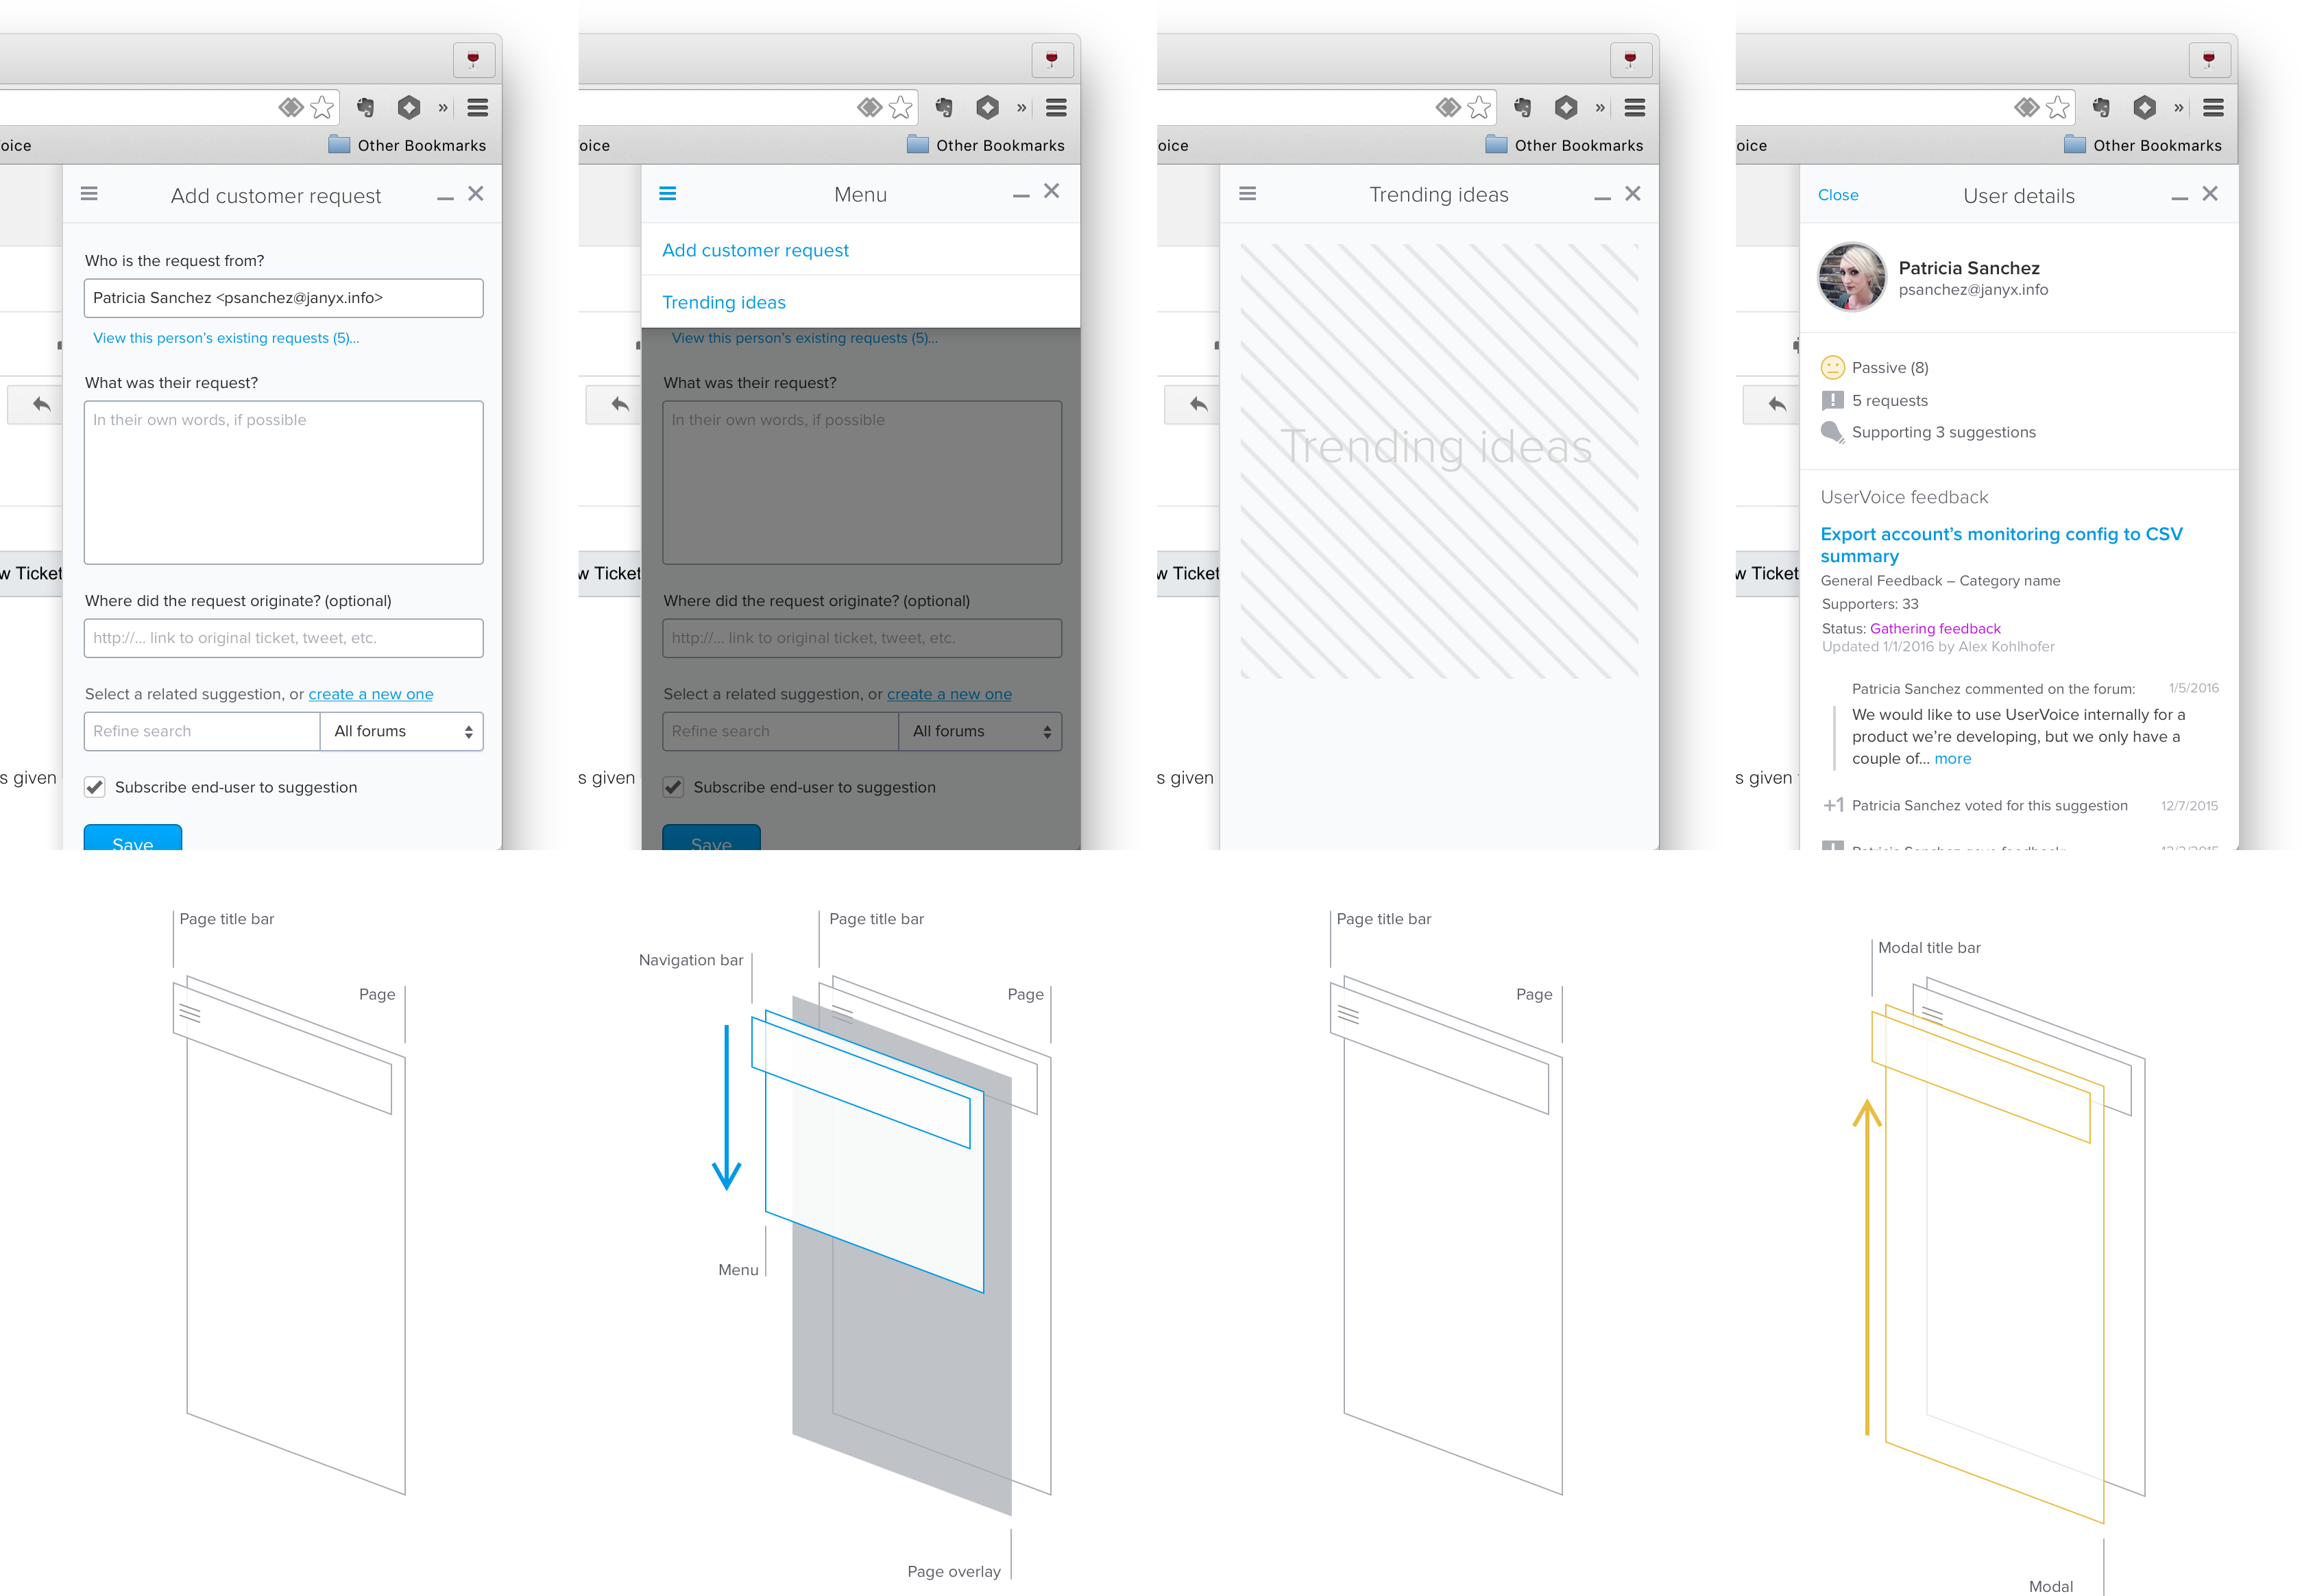 oice
Other Bookmarks
Add customer request
Who is the request from?
Patricia Sanchez <psanchez@janyx.info>
View this person's existing requests (5)...
What was their request?
In their own words, if possible
w Ticket
Where did the request originate? (optional)
http://... link to original ticket, tweet, etc.
Select a related suggestion, or create a new one
Refine search
All forums
s given
Subscribe end-user to suggestion
Save
oice
Other Bookmarks
Menu
Add customer request
Trending ideas
View this person's existing requests (5)...
What was their request?
In their own words, if possible
w Ticket
Where did the request originate? (optional)
http://... link to original ticket, tweet, etc.
Select a related suggestion, or create a new one
Refine search
All forums
s given
Subscribe end-user to suggestion
Save
oice
Other Bookmarks
Trending ideas
Trending ideas
w Ticket
s given
oice
Other Bookmarks
Close
User details
Patricia Sanchez
psanchez@janyx.info
Passive (8)
5 requests
Supporting 3 suggestions
UserVoice feedback
Export account's monitoring config to CSV
summary
w Ticket
General Feedback – Category name
Supporters: 33
Status: Gathering feedback
Updated 1/1/2016 by Alex Kohlhofer
Patricia Sanchez commented on the forum:
1/5/2016
We would like to use UserVoice internally for a
product we're developing, but we only have a
couple of... more
s given
+1 Patricia Sanchez voted for this suggestion
12/7/2015
Patricia Sanchez gave feedback
Page title bar
Page
Page title bar
Navigation bar
Page
Menu
Page overlay
Page title bar
Page
Modal title bar
Modal